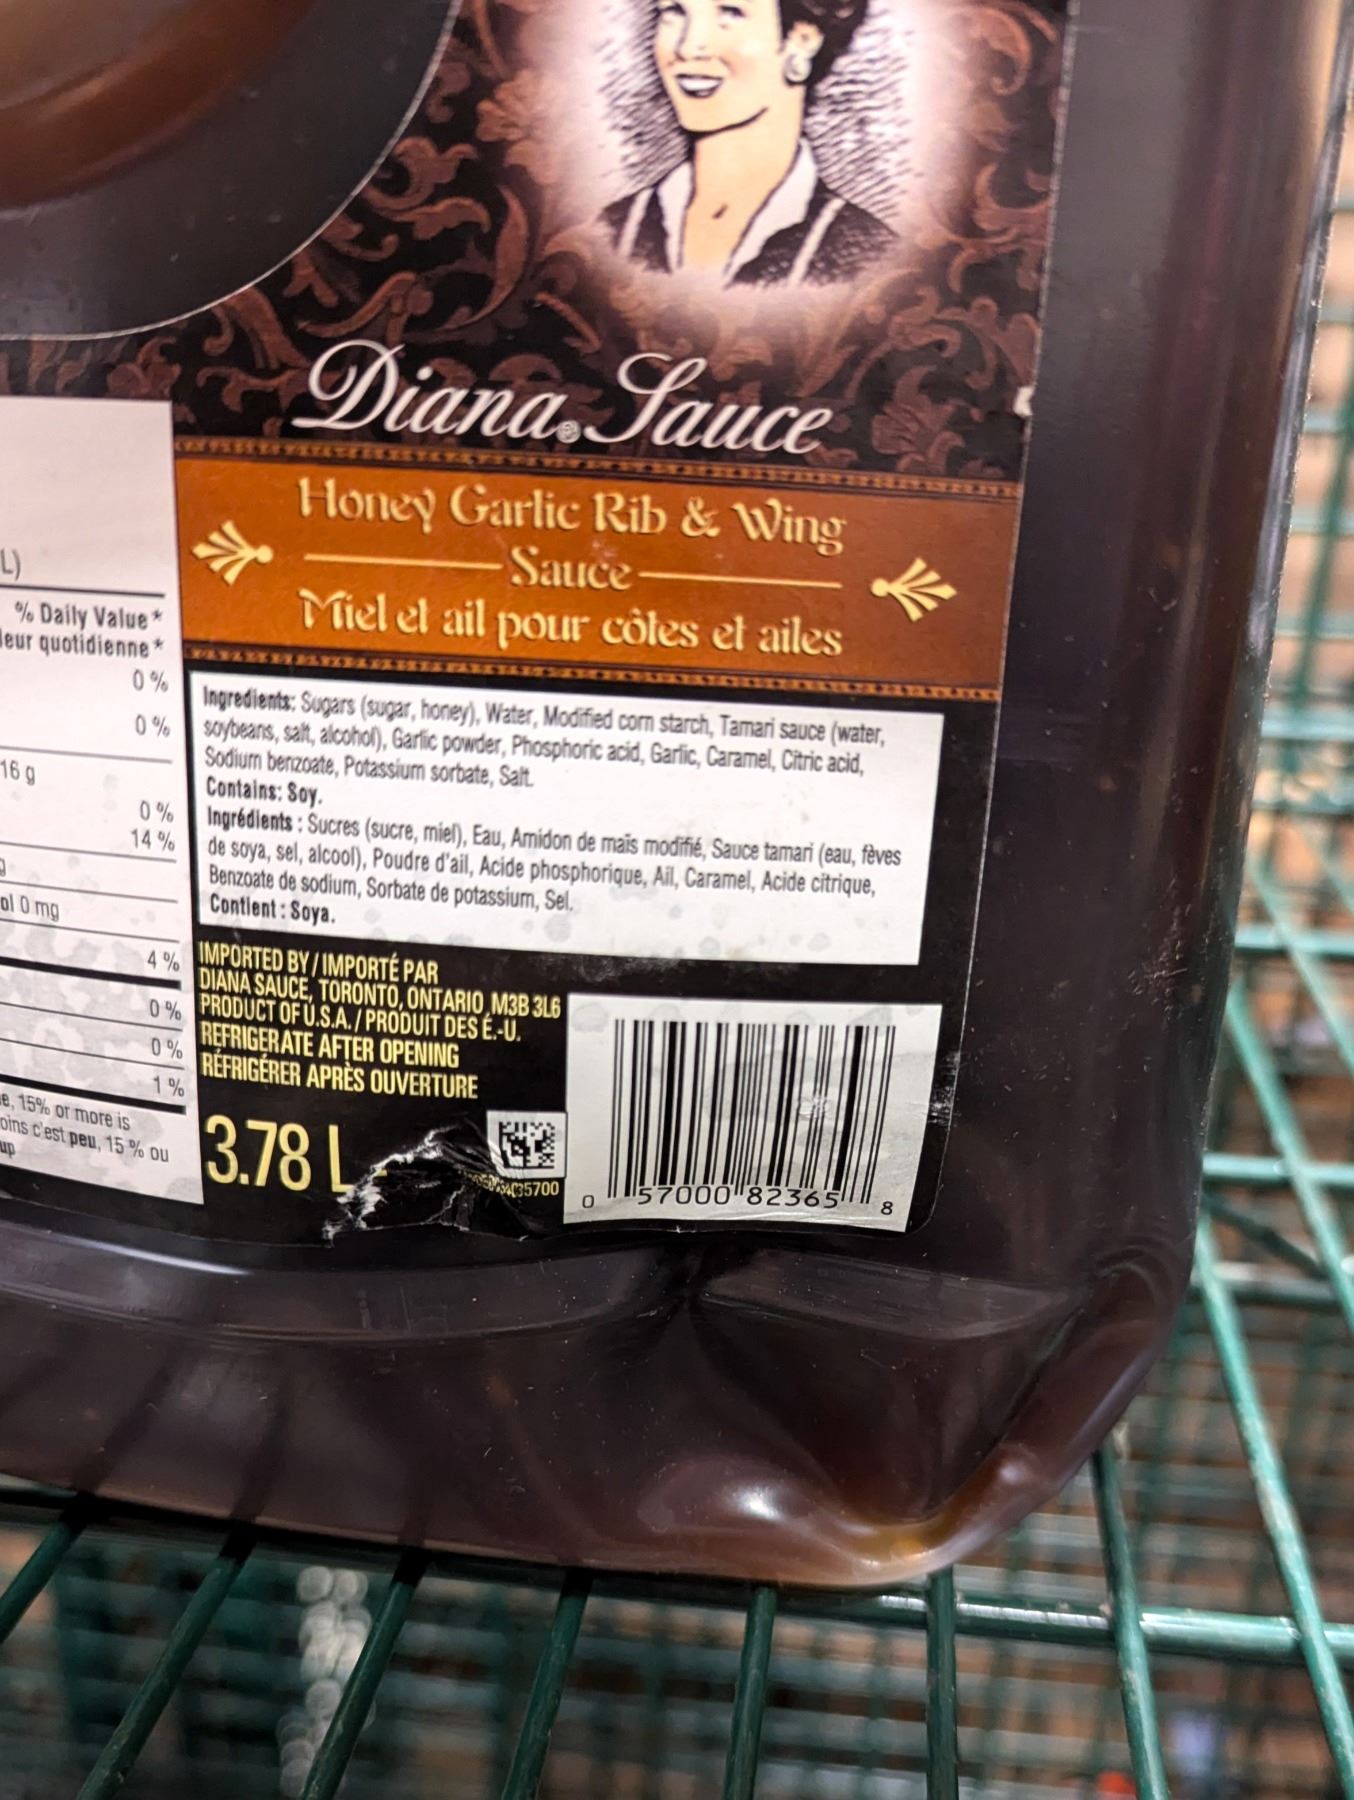 Diana® Sauce
Honey Garlic Rib & Wing
Sauce
Miel et ail pour côtes et ailes
L)
% Daily Value*
leur quotidienne*
0 %
0 %
16 g
0 %
14 %
ol 0 mg
4 %
0 %
0 %
1 %
e, 15% or more is
oins c'est peu, 15 % ou
up
Ingredients: Sugars (sugar, honey), Water, Modified corn starch, Tamari sauce (water,
soybeans, salt, alcohol), Garlic powder, Phosphoric acid, Garlic, Caramel, Citric acid,
Sodium benzoate, Potassium sorbate, Salt.
Contains: Soy.
Ingrédients : Sucres (sucre, miel), Eau, Amidon de maïs modifié, Sauce tamari (eau, fèves
de soya, sel, alcool), Poudre d'ail, Acide phosphorique, Ail, Caramel, Acide citrique,
Benzoate de sodium, Sorbate de potassium, Sel.
Contient : Soya.
IMPORTED BY / IMPORTÉ PAR
DIANA SAUCE, TORONTO, ONTARIO M3B 3L6
PRODUCT OF U.S.A. / PRODUIT DES É.-U.
REFRIGERATE AFTER OPENING
RÉFRIGÉRER APRÈS OUVERTURE
3.78 L
0 57000 82365 8